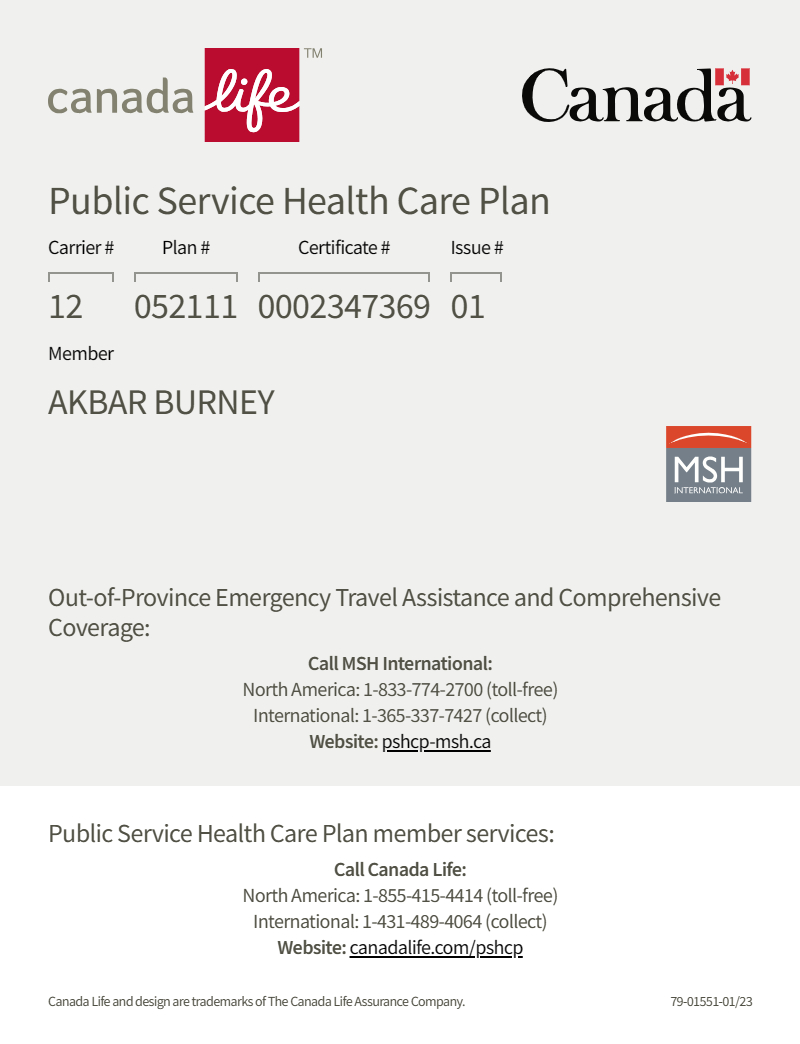 canada life TM
Canada
Public Service Health Care Plan
Carrier # Plan # Certificate # Issue #
12 052111 0002347369 01
Member
AKBAR BURNEY
MSH
INTERNATIONAL
Out-of-Province Emergency Travel Assistance and Comprehensive
Coverage:
Call MSH International:
North America: 1-833-774-2700 (toll-free)
International: 1-365-337-7427 (collect)
Website: pshcp-msh.ca
Public Service Health Care Plan member services:
Call Canada Life:
North America: 1-855-415-4414 (toll-free)
International: 1-431-489-4064 (collect)
Website: canadalife.com/pshcp
Canada Life and design are trademarks of The Canada Life Assurance Company. 79-01551-01/23